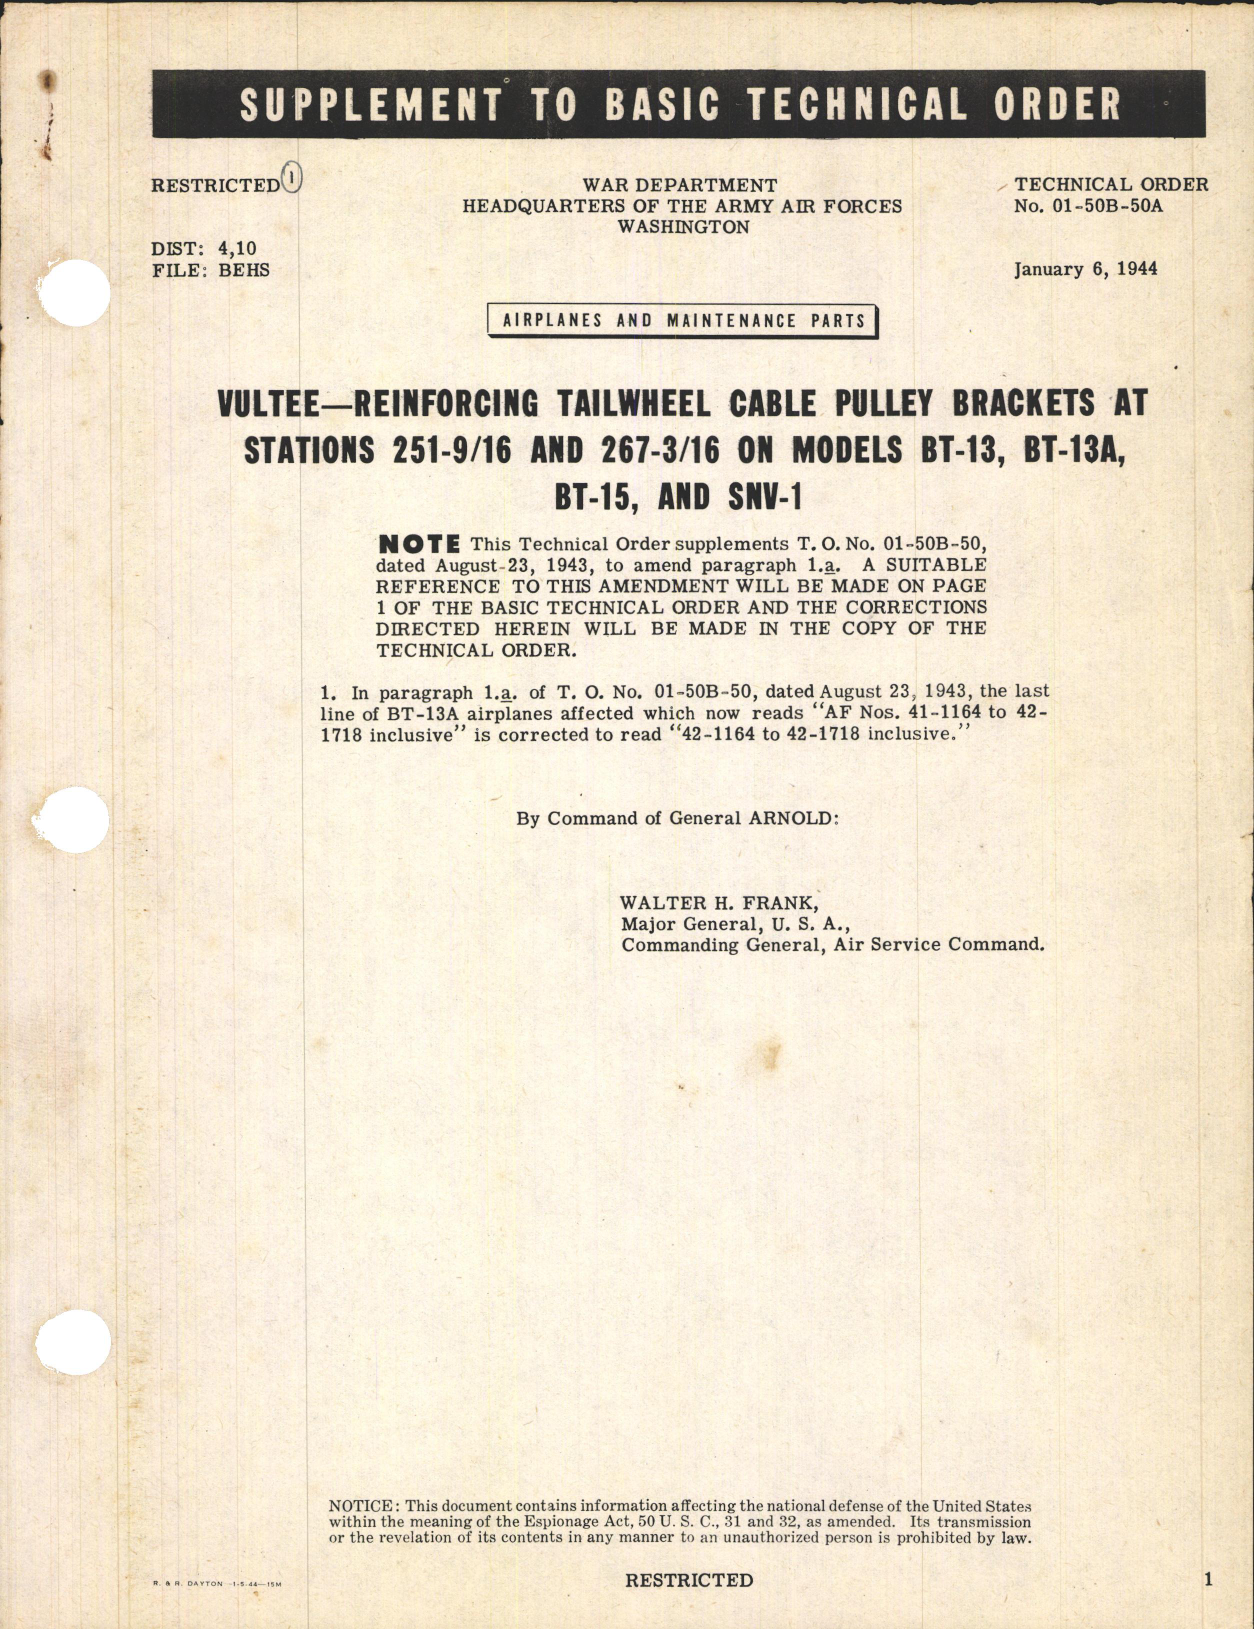 SUPPLEMENT TO BASIC TECHNICAL ORDER
RESTRICTED 1
WAR DEPARTMENT
HEADQUARTERS OF THE ARMY AIR FORCES
WASHINGTON
TECHNICAL ORDER
No. 01-50B-50A
DIST: 4,10
FILE: BEHS
January 6, 1944
AIRPLANES AND MAINTENANCE PARTS
VULTEE—REINFORCING TAILWHEEL CABLE PULLEY BRACKETS AT
STATIONS 251-9/16 AND 267-3/16 ON MODELS BT-13, BT-13A,
BT-15, AND SNV-1
NOTE This Technical Order supplements T. O. No. 01-50B-50,
dated August 23, 1943, to amend paragraph 1.a. A SUITABLE
REFERENCE TO THIS AMENDMENT WILL BE MADE ON PAGE
1 OF THE BASIC TECHNICAL ORDER AND THE CORRECTIONS
DIRECTED HEREIN WILL BE MADE IN THE COPY OF THE
TECHNICAL ORDER.
1. In paragraph 1.a. of T. O. No. 01-50B-50, dated August 23, 1943, the last
line of BT-13A airplanes affected which now reads "AF Nos. 41-1164 to 42-
1718 inclusive" is corrected to read "42-1164 to 42-1718 inclusive."
By Command of General ARNOLD:
WALTER H. FRANK,
Major General, U. S. A.,
Commanding General, Air Service Command.
NOTICE: This document contains information affecting the national defense of the United States
within the meaning of the Espionage Act, 50 U. S. C., 31 and 32, as amended. Its transmission
or the revelation of its contents in any manner to an unauthorized person is prohibited by law.
R. & R. DAYTON -1-5-44—15M
RESTRICTED
1